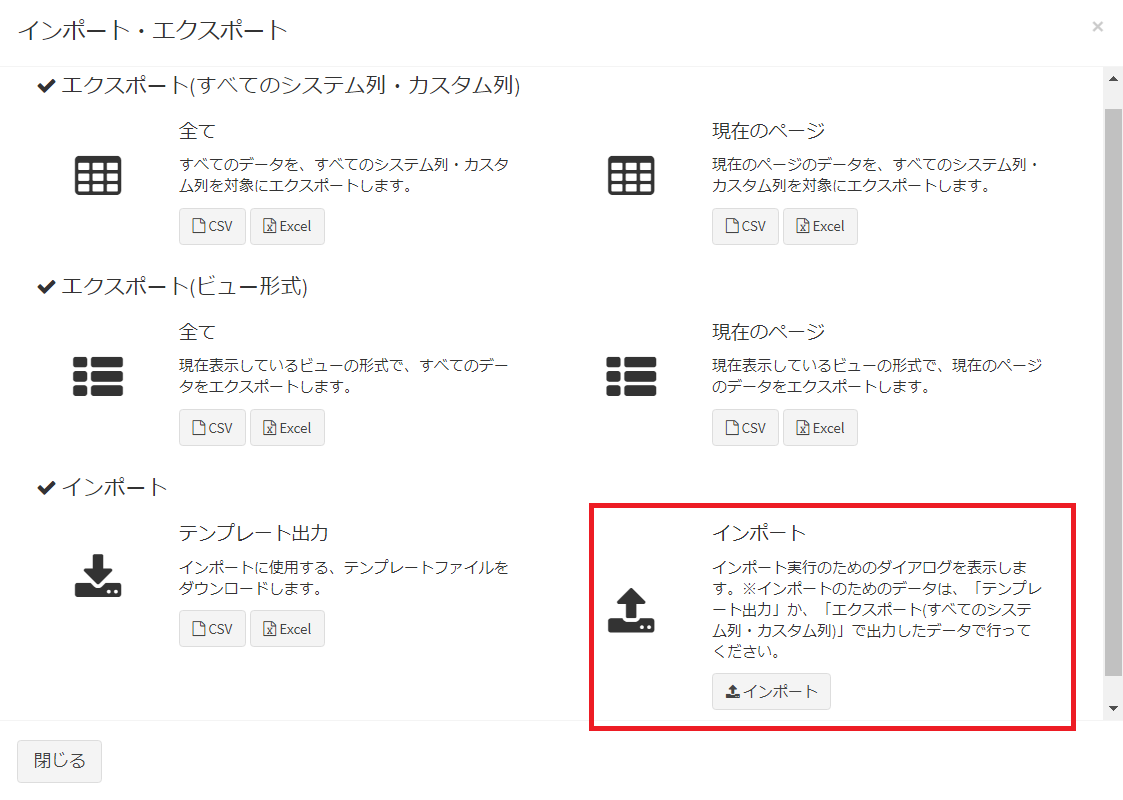 インポート・エクスポート
×
エクスポート(すべてのシステム列・カスタム列)
全て
すべてのデータを、すべてのシステム列・カスタ
ム列を対象にエクスポートします。
CSV
Excel
現在のページ
現在のページのデータを、すべてのシステム列・
カスタム列を対象にエクスポートします。
CSV
Excel
エクスポート(ビュー形式)
全て
現在表示しているビューの形式で、すべてのデー
タをエクスポートします。
CSV
Excel
現在のページ
現在表示しているビューの形式で、現在のページ
のデータをエクスポートします。
CSV
Excel
インポート
テンプレート出力
インポートに使用する、テンプレートファイルを
ダウンロードします。
CSV
Excel
インポート
インポート実行のためのダイアログを表示しま
す。※インポートのためのデータは、「テンプレ
ート出力」か、「エクスポート(すべてのシステ
ム列・カスタム列)」で出力したデータで行って
ください。
インポート
閉じる